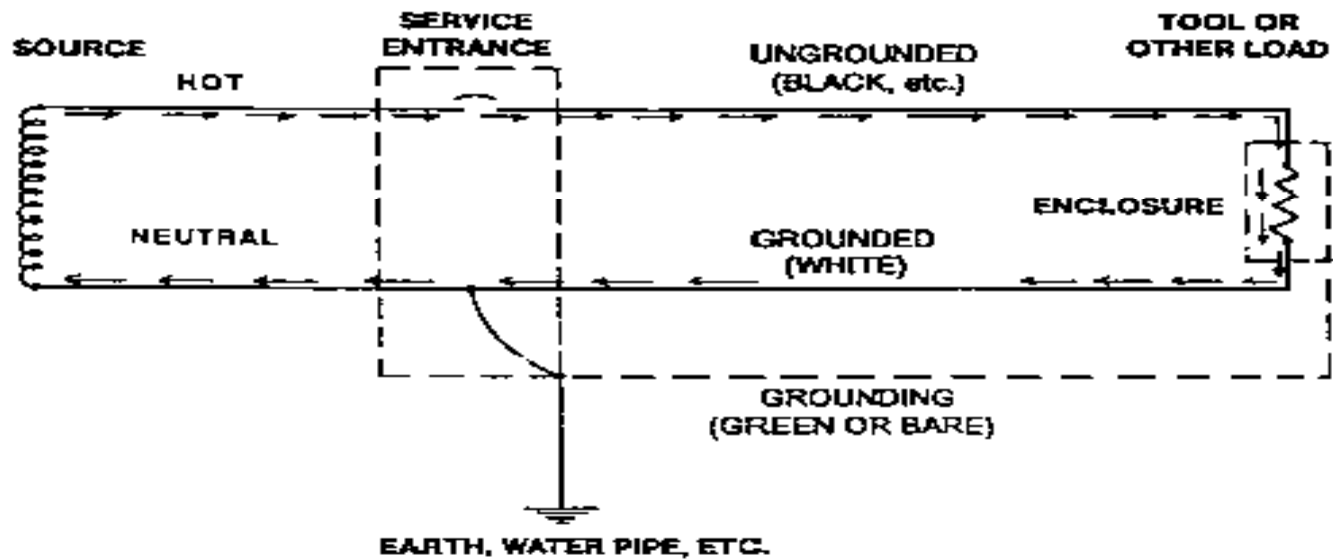 SOURCE
SERVICE
ENTRANCE
TOOL OR
OTHER LOAD
HOT
UNGROUNDED
(BLACK, etc.)
ENCLOSURE
NEUTRAL
GROUNDED
(WHITE)
GROUNDING
(GREEN OR BARE)
EARTH, WATER PIPE, ETC.